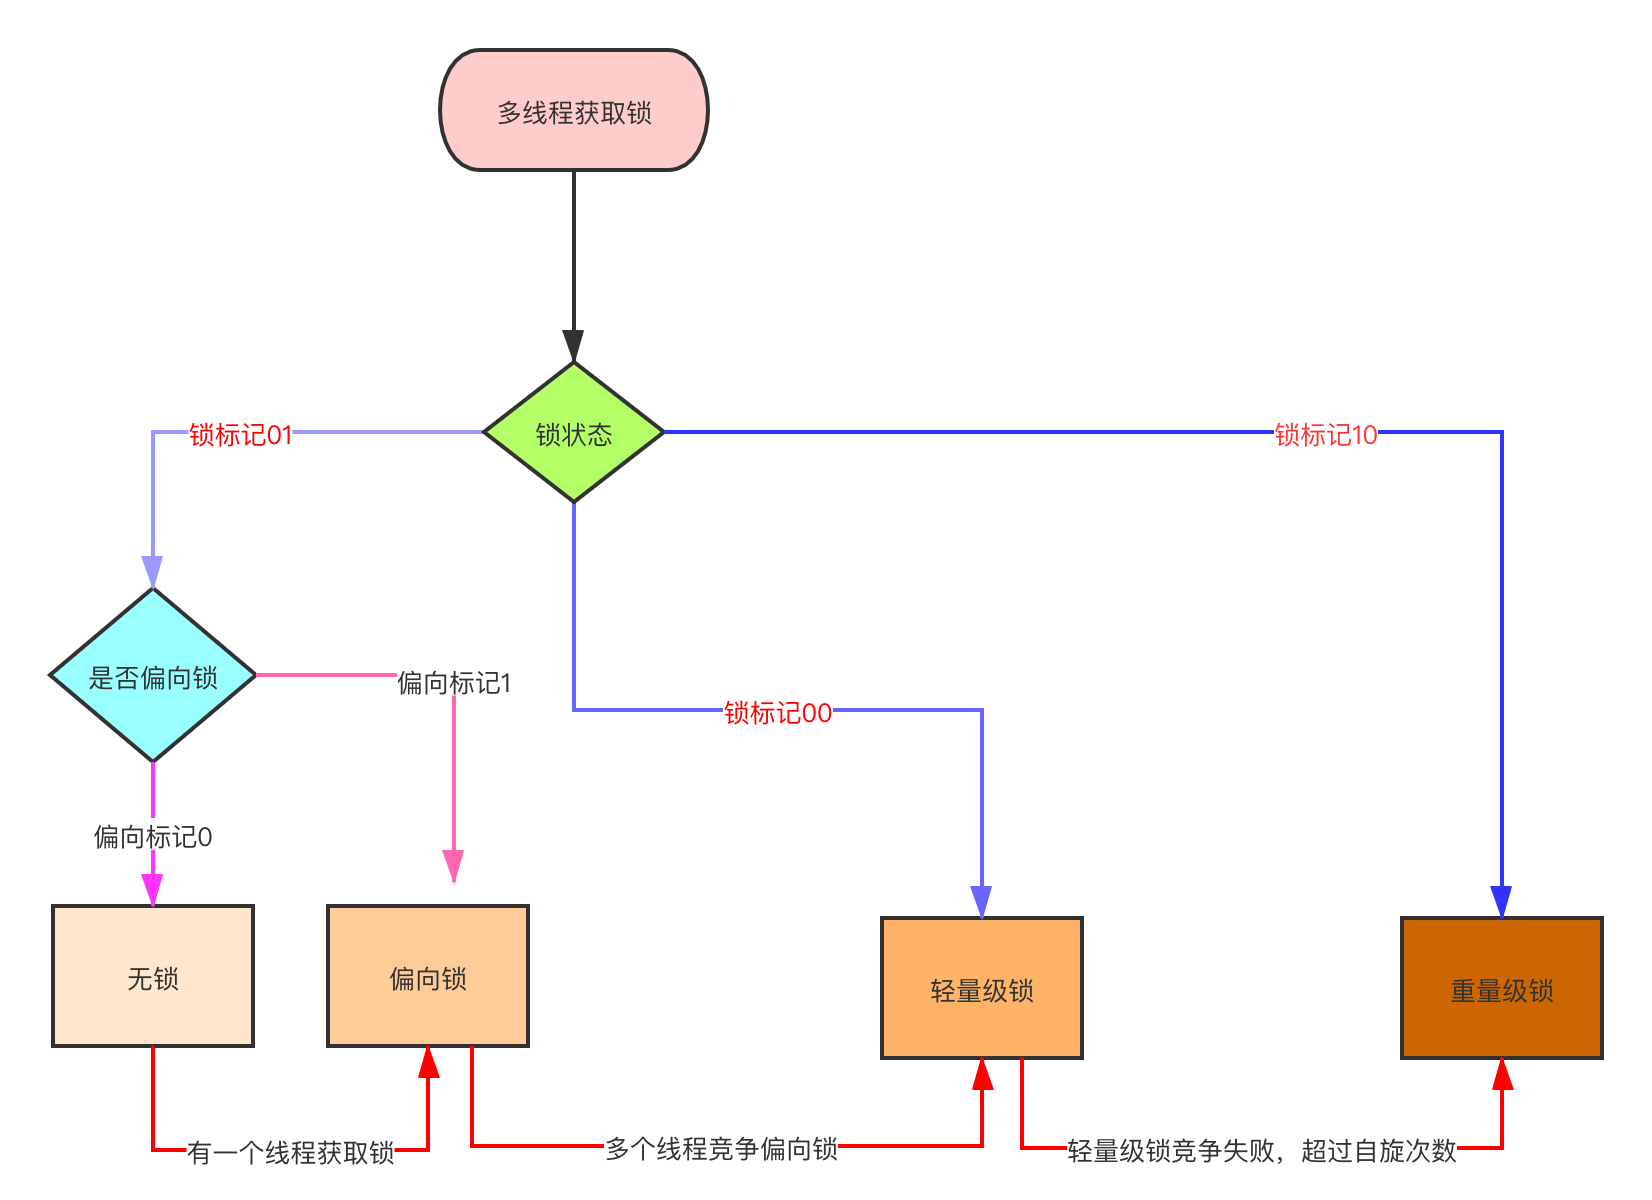 多线程获取锁
锁状态
锁标记01
锁标记10
是否偏向锁
偏向标记1
锁标记00
偏向标记0
无锁
偏向锁
轻量级锁
重量级锁
有一个线程获取锁
多个线程竞争偏向锁
轻量级锁竞争失败，超过自旋次数